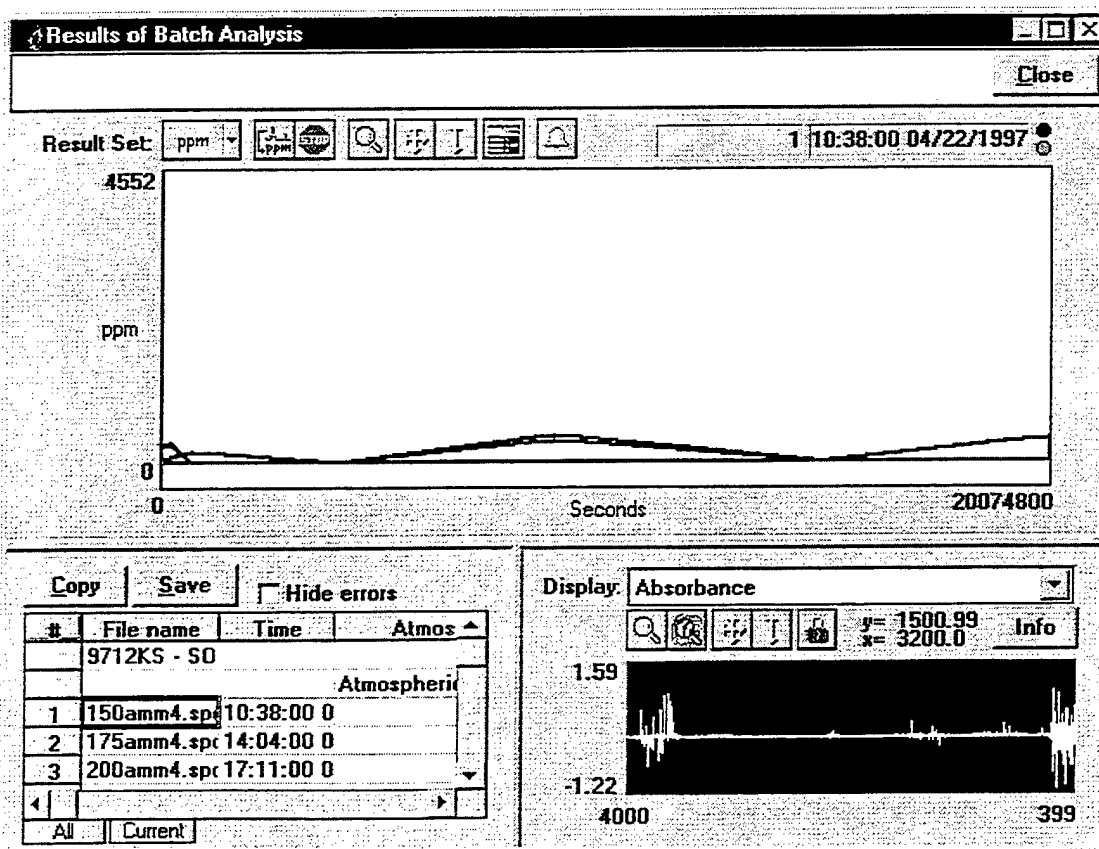 Results of Batch Analysis
Close
Result Set: ppm
1 10:38:00 04/22/1997
4552
ppm
0
0 Seconds 20074800
Copy Save Hide errors
# File name Time Atmos
9712KS - SO
Atmospheric
1 150amm4.spc 10:38:00 0
2 175amm4.spc 14:04:00 0
3 200amm4.spc 17:11:00 0
All Current
Display: Absorbance
y= 1500.99
x= 3200.0
Info
1.59
-1.22
4000 399